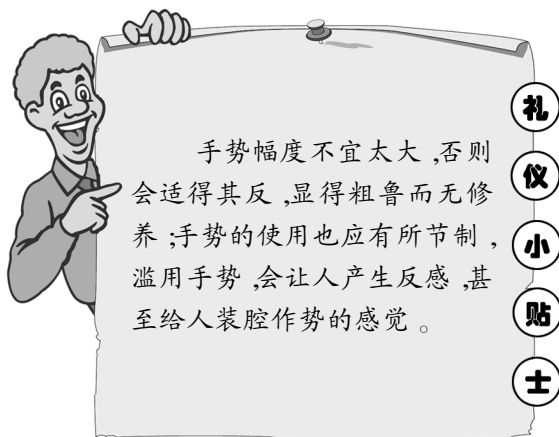 手势幅度不宜太大,否则
会适得其反,显得粗鲁而无修
养;手势的使用也应有所节制,
滥用手势,会让人产生反感,甚
至给人装腔作势的感觉。
礼
仪
小
贴
士